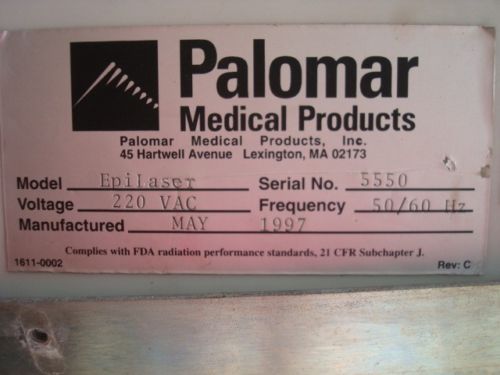 Palomar
Medical Products
Palomar Medical Products, Inc.
45 Hartwell Avenue Lexington, MA 02173
Model EpiLaser Serial No. 5550
Voltage 220 VAC Frequency 50/60 Hz
Manufactured MAY 1997
Complies with FDA radiation performance standards, 21 CFR Subchapter J.
1611-0002 Rev: C